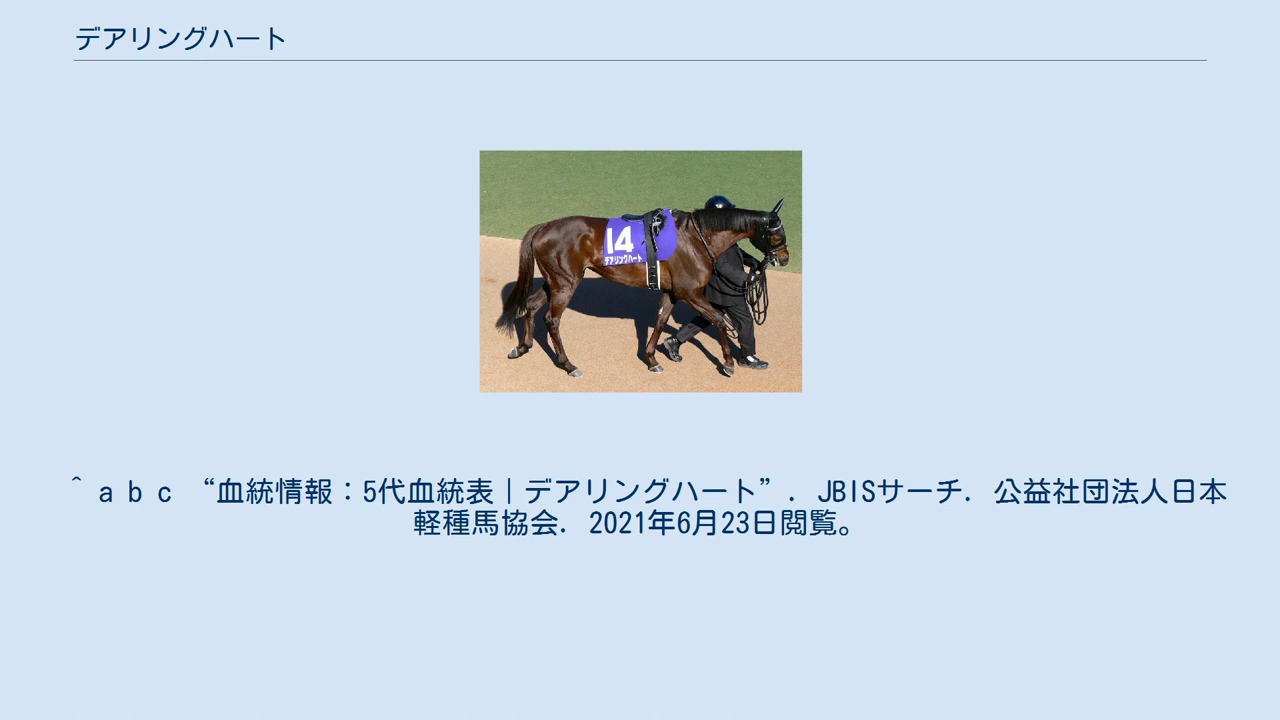 デアリングハート
14
デアリングハート
^ a b c “血統情報：5代血統表｜デアリングハート”. JBISサーチ. 公益社団法人日本
軽種馬協会. 2021年6月23日閲覧。